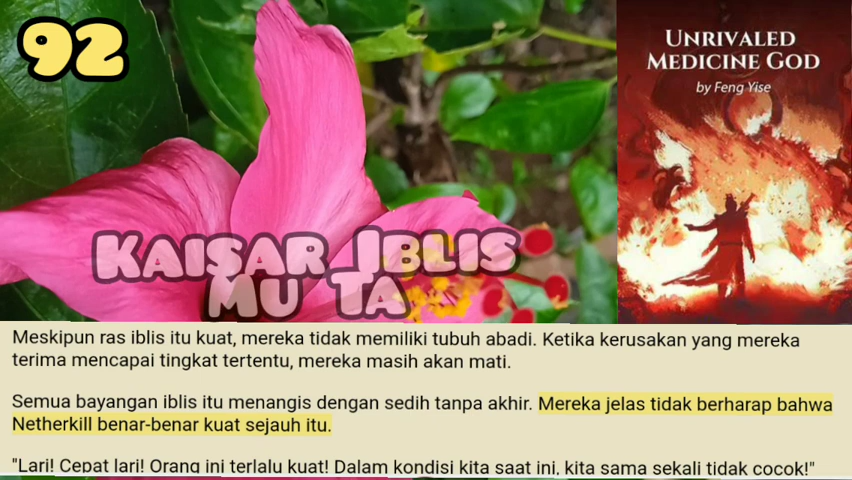 92
UNRIVALED
MEDICINE GOD
by Feng Yise
KAISAR IBLIS
MU TA
Meskipun ras iblis itu kuat, mereka tidak memiliki tubuh abadi. Ketika kerusakan yang mereka
terima mencapai tingkat tertentu, mereka masih akan mati.
Semua bayangan iblis itu menangis dengan sedih tanpa akhir. Mereka jelas tidak berharap bahwa
Netherkill benar-benar kuat sejauh itu.
"Lari! Cepat lari! Orang ini terlalu kuat! Dalam kondisi kita saat ini, kita sama sekali tidak cocok!"